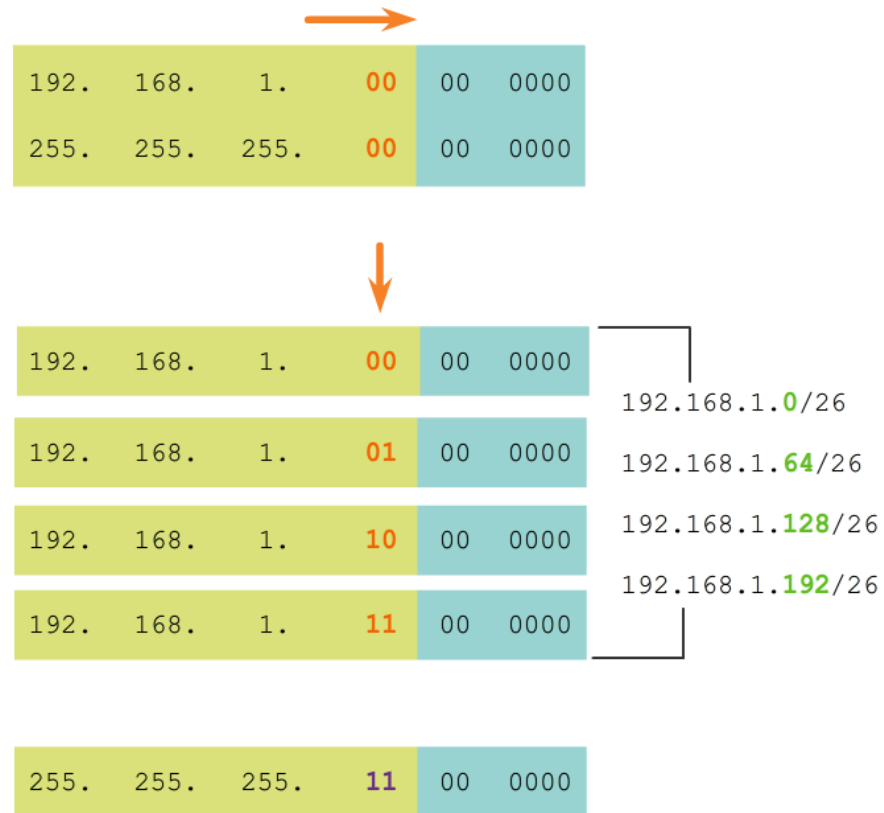 192. 168. 1. 00 00 0000
255. 255. 255. 00 00 0000
192. 168. 1. 00 00 0000
192. 168. 1. 01 00 0000
192. 168. 1. 10 00 0000
192. 168. 1. 11 00 0000
192.168.1.0/26
192.168.1.64/26
192.168.1.128/26
192.168.1.192/26
255. 255. 255. 11 00 0000